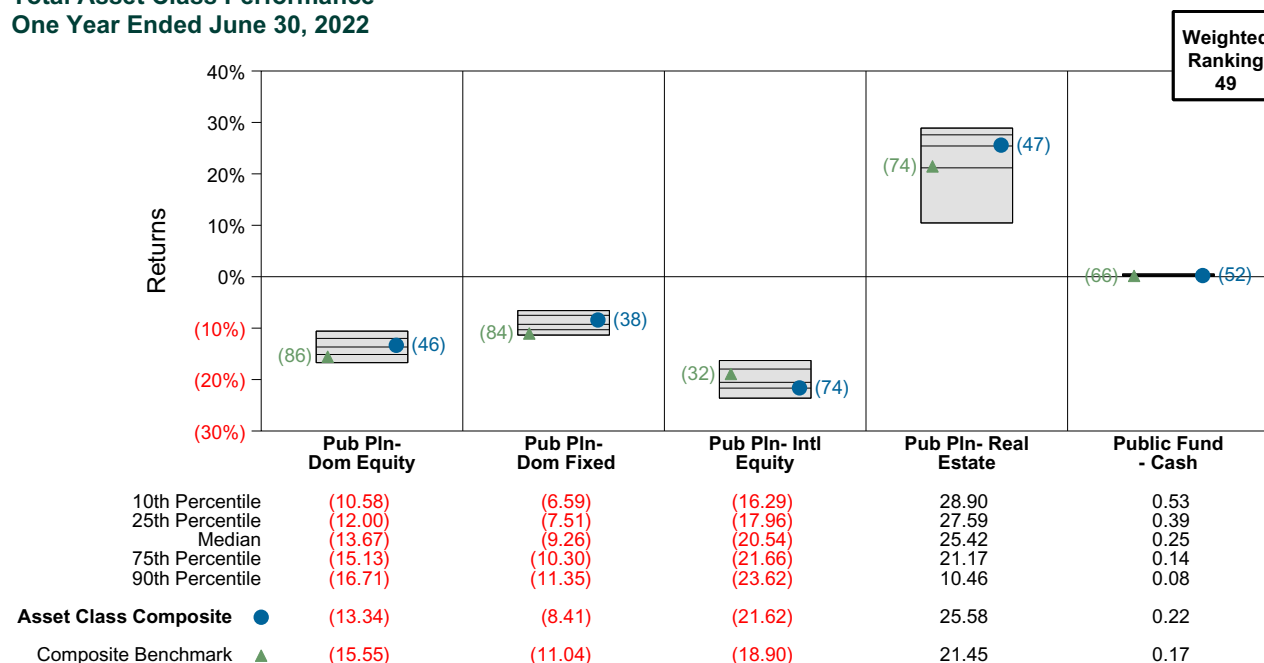 Total Asset Class Performance
One Year Ended June 30, 2022
Weighted
Ranking
49
Returns
40%
30%
20%
10%
0%
(10%)
(20%)
(30%)
(86)
(46)
(84)
(38)
(32)
(74)
(74)
(47)
(66)
(52)
Pub Pln- Dom Equity
Pub Pln- Dom Fixed
Pub Pln- Intl Equity
Pub Pln- Real Estate
Public Fund - Cash
10th Percentile (10.58) (6.59) (16.29) 28.90 0.53
25th Percentile (12.00) (7.51) (17.96) 27.59 0.39
Median (13.67) (9.26) (20.54) 25.42 0.25
75th Percentile (15.13) (10.30) (21.66) 21.17 0.14
90th Percentile (16.71) (11.35) (23.62) 10.46 0.08
Asset Class Composite (13.34) (8.41) (21.62) 25.58 0.22
Composite Benchmark (15.55) (11.04) (18.90) 21.45 0.17